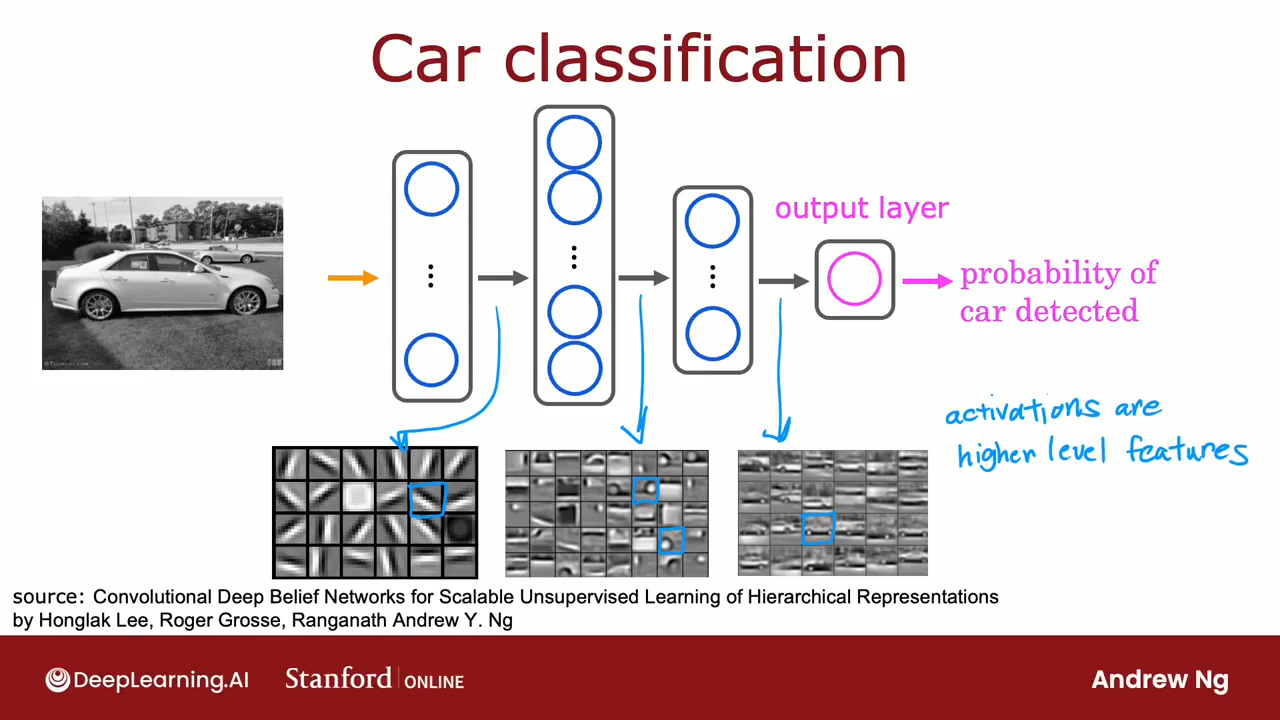 Car classification
output layer
probability of
car detected
activations are
higher level features
source: Convolutional Deep Belief Networks for Scalable Unsupervised Learning of Hierarchical Representations
by Honglak Lee, Roger Grosse, Ranganath Andrew Y. Ng
DeepLearning.AI
Stanford | ONLINE
Andrew Ng